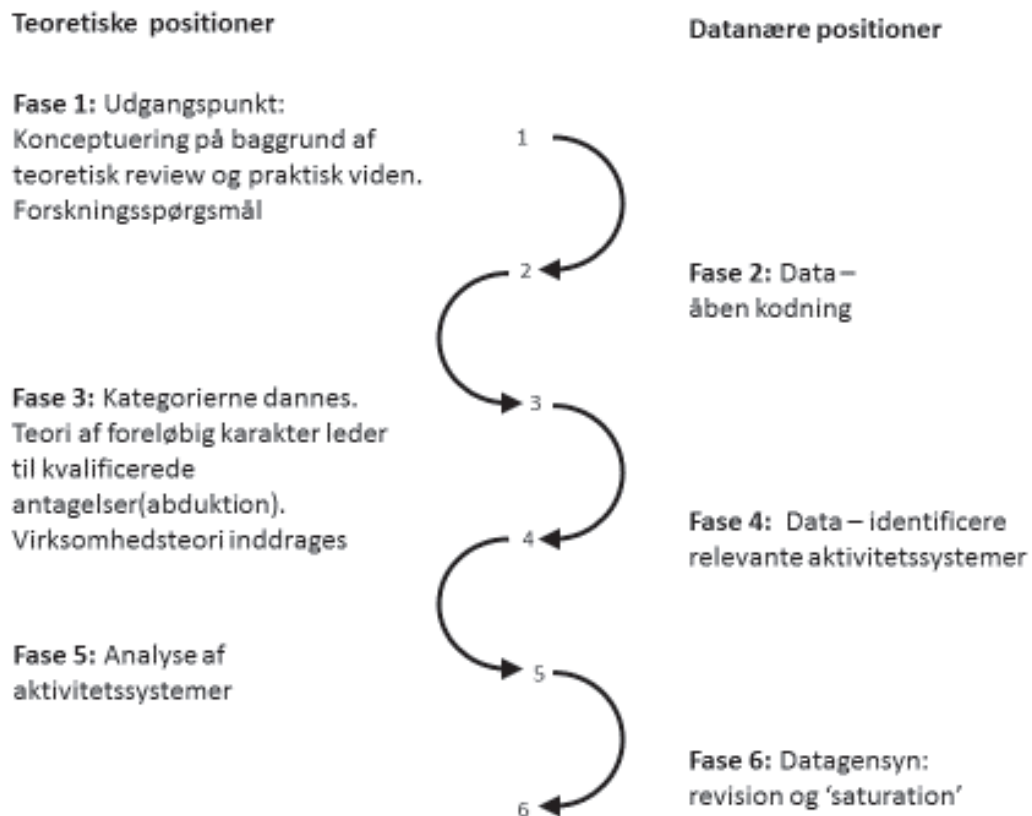 Teoretiske positioner
Datanære positioner
Fase 1: Udgangspunkt:
Konceptuering på baggrund af
teoretisk review og praktisk viden.
Forskningsspørgsmål
1
2
Fase 2: Data –
åben kodning
Fase 3: Kategorierne dannes.
Teori af foreløbig karakter leder
til kvalificerede
antagelser(abduktion).
Virksomhedsteori inddrages
3
4
Fase 4: Data – identificere
relevante aktivitetssystemer
Fase 5: Analyse af
aktivitetssystemer
5
Fase 6: Datagensyn:
revision og ‘saturation’
6